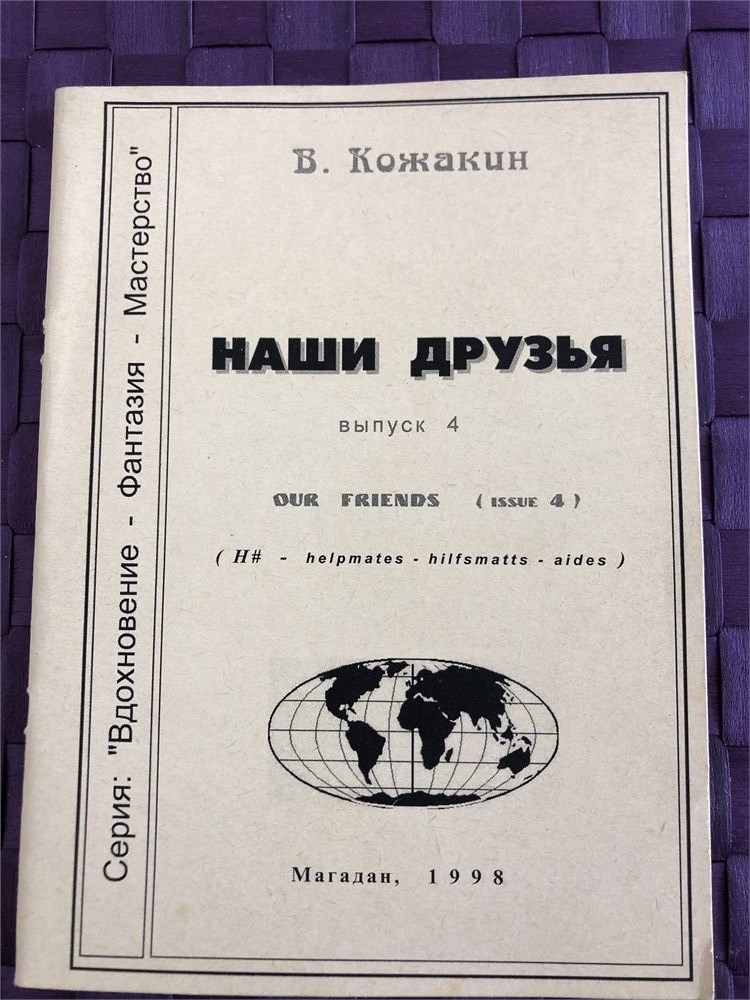 В. Кожакин
НАШИ ДРУЗЬЯ
выпуск 4
OUR FRIENDS ( ISSUE 4 )
( H# - helpmates - hilfsmatts - aides )
Магадан, 1998
Серия: "Вдохновение - Фантазия - Мастерство"